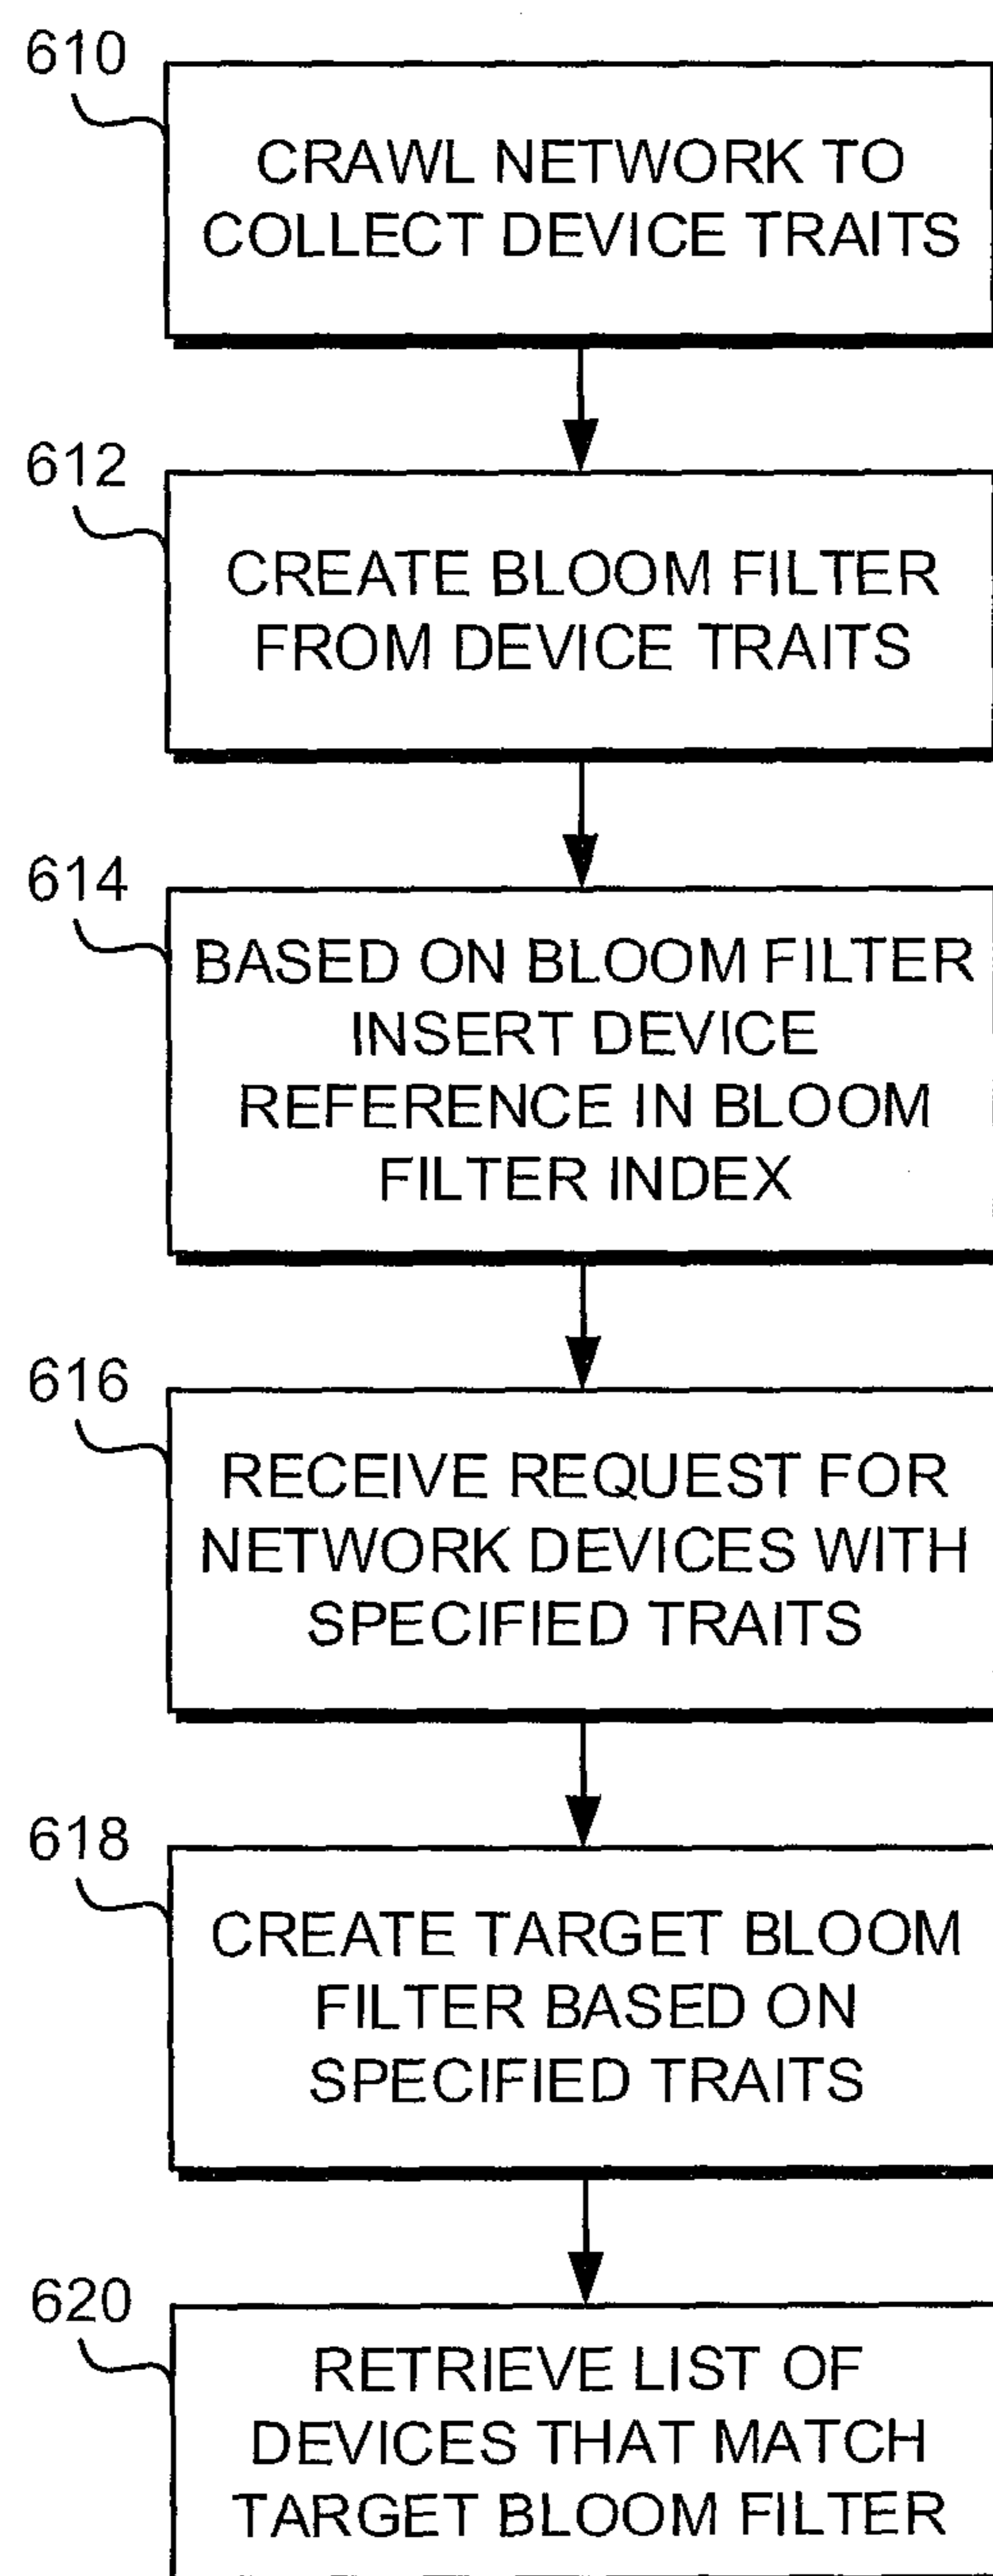 610
CRAWL NETWORK TO
COLLECT DEVICE TRAITS
612
CREATE BLOOM FILTER
FROM DEVICE TRAITS
614
BASED ON BLOOM FILTER
INSERT DEVICE
REFERENCE IN BLOOM
FILTER INDEX
616
RECEIVE REQUEST FOR
NETWORK DEVICES WITH
SPECIFIED TRAITS
618
CREATE TARGET BLOOM
FILTER BASED ON
SPECIFIED TRAITS
620
RETRIEVE LIST OF
DEVICES THAT MATCH
TARGET BLOOM FILTER